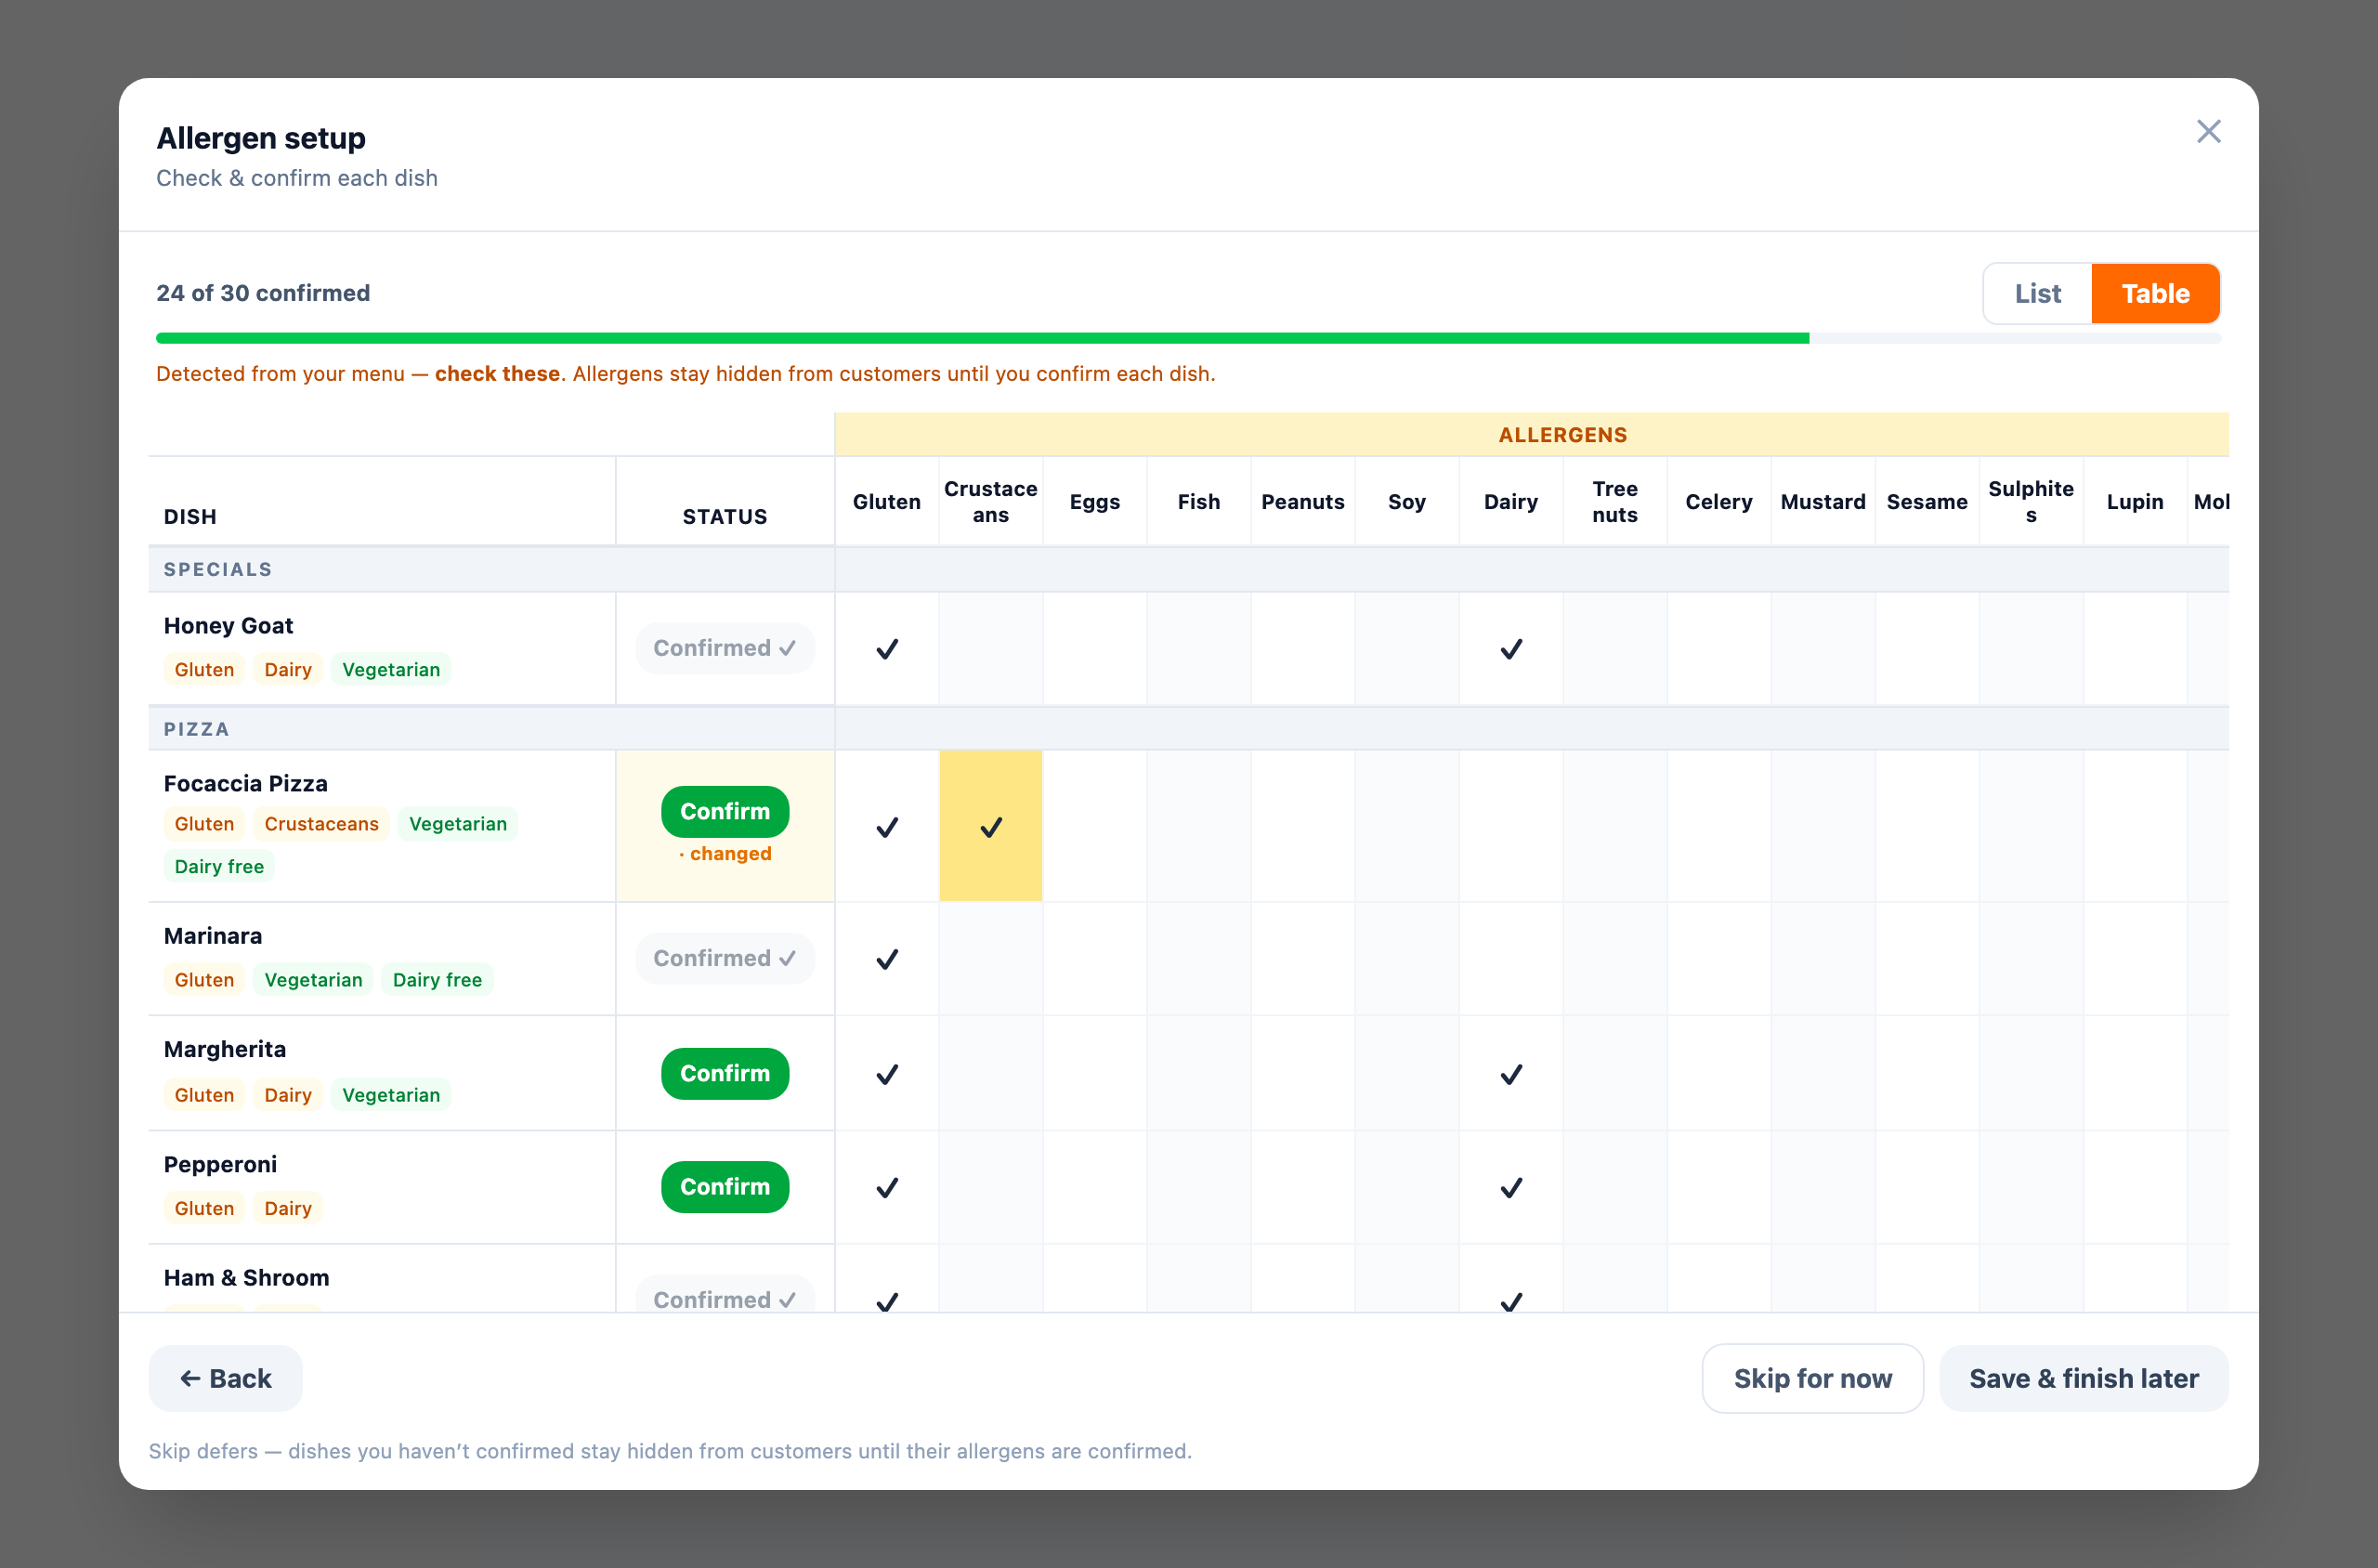 Allergen setup
Check & confirm each dish
24 of 30 confirmed
List Table
Detected from your menu — check these. Allergens stay hidden from customers until you confirm each dish.
ALLERGENS
DISH STATUS Gluten Crustace
ans Eggs Fish Peanuts Soy Dairy Tree
nuts Celery Mustard Sesame Sulphite
s Lupin Mol
SPECIALS
Honey Goat
Gluten Dairy Vegetarian
Confirmed ✓ ✓ ✓
PIZZA
Focaccia Pizza
Gluten Crustaceans Vegetarian
Dairy free
Confirm
· changed
✓ ✓
Marinara
Gluten Vegetarian Dairy free
Confirmed ✓ ✓
Margherita
Gluten Dairy Vegetarian
Confirm ✓ ✓
Pepperoni
Gluten Dairy
Confirm ✓ ✓
Ham & Shroom
Confirmed ✓ ✓ ✓
← Back Skip for now Save & finish later
Skip defers — dishes you haven’t confirmed stay hidden from customers until their allergens are confirmed.